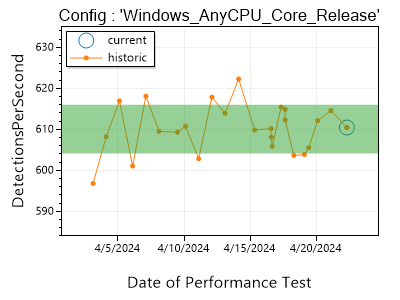 Config : 'Windows_AnyCPU_Core_Release'
current
historic
DetectionsPerSecond
630
620
610
600
590
4/5/2024
4/10/2024
4/15/2024
4/20/2024
Date of Performance Test